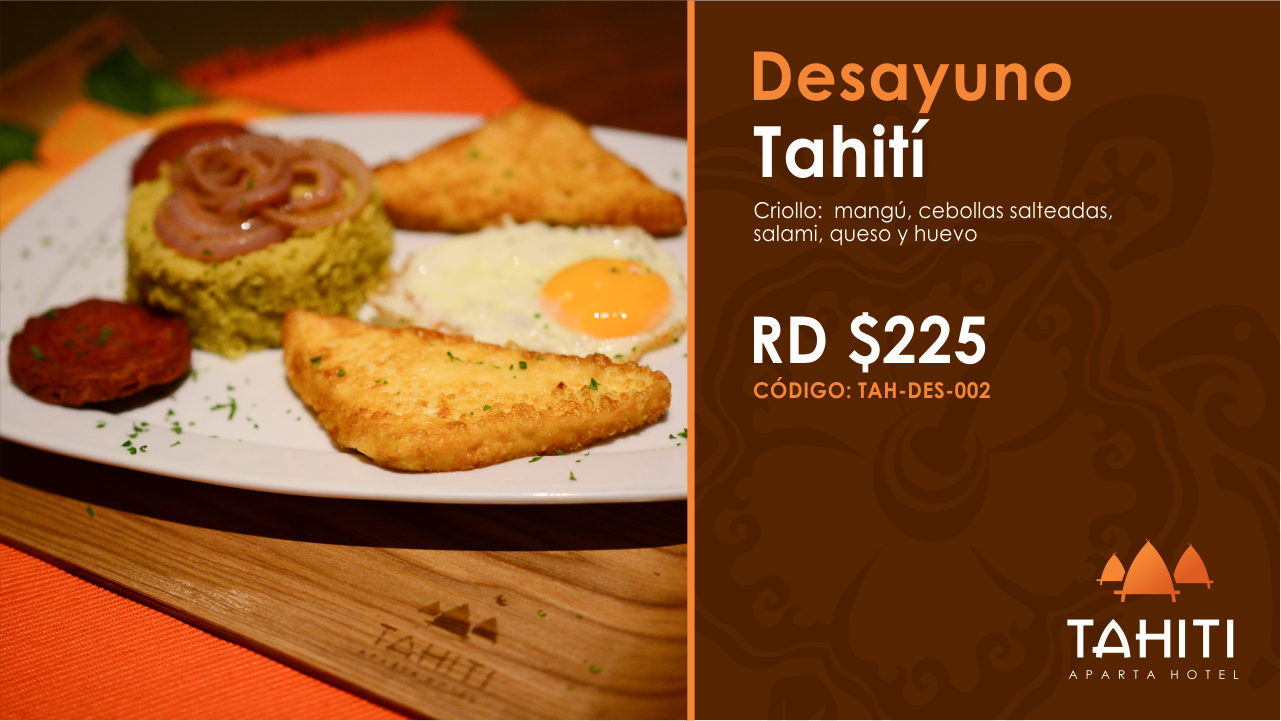 Desayuno
Tahití
Criollo:  mangú, cebollas salteadas,
salami, queso y huevo
RD $225
CÓDIGO: TAH-DES-002
TAHITI
APARTA HOTEL
TAHITI